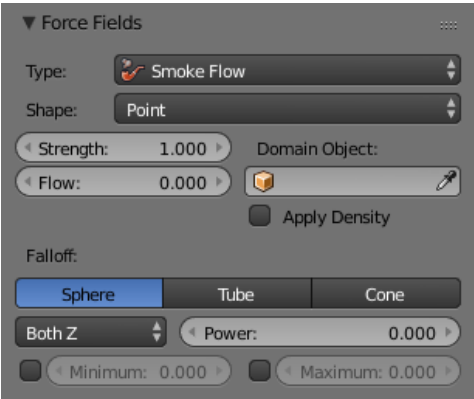 Force Fields
Type: Smoke Flow
Shape: Point
Strength: 1.000 Domain Object:
Flow: 0.000
Apply Density
Falloff:
Sphere Tube Cone
Both Z Power: 0.000
Minimum: 0.000 Maximum: 0.000